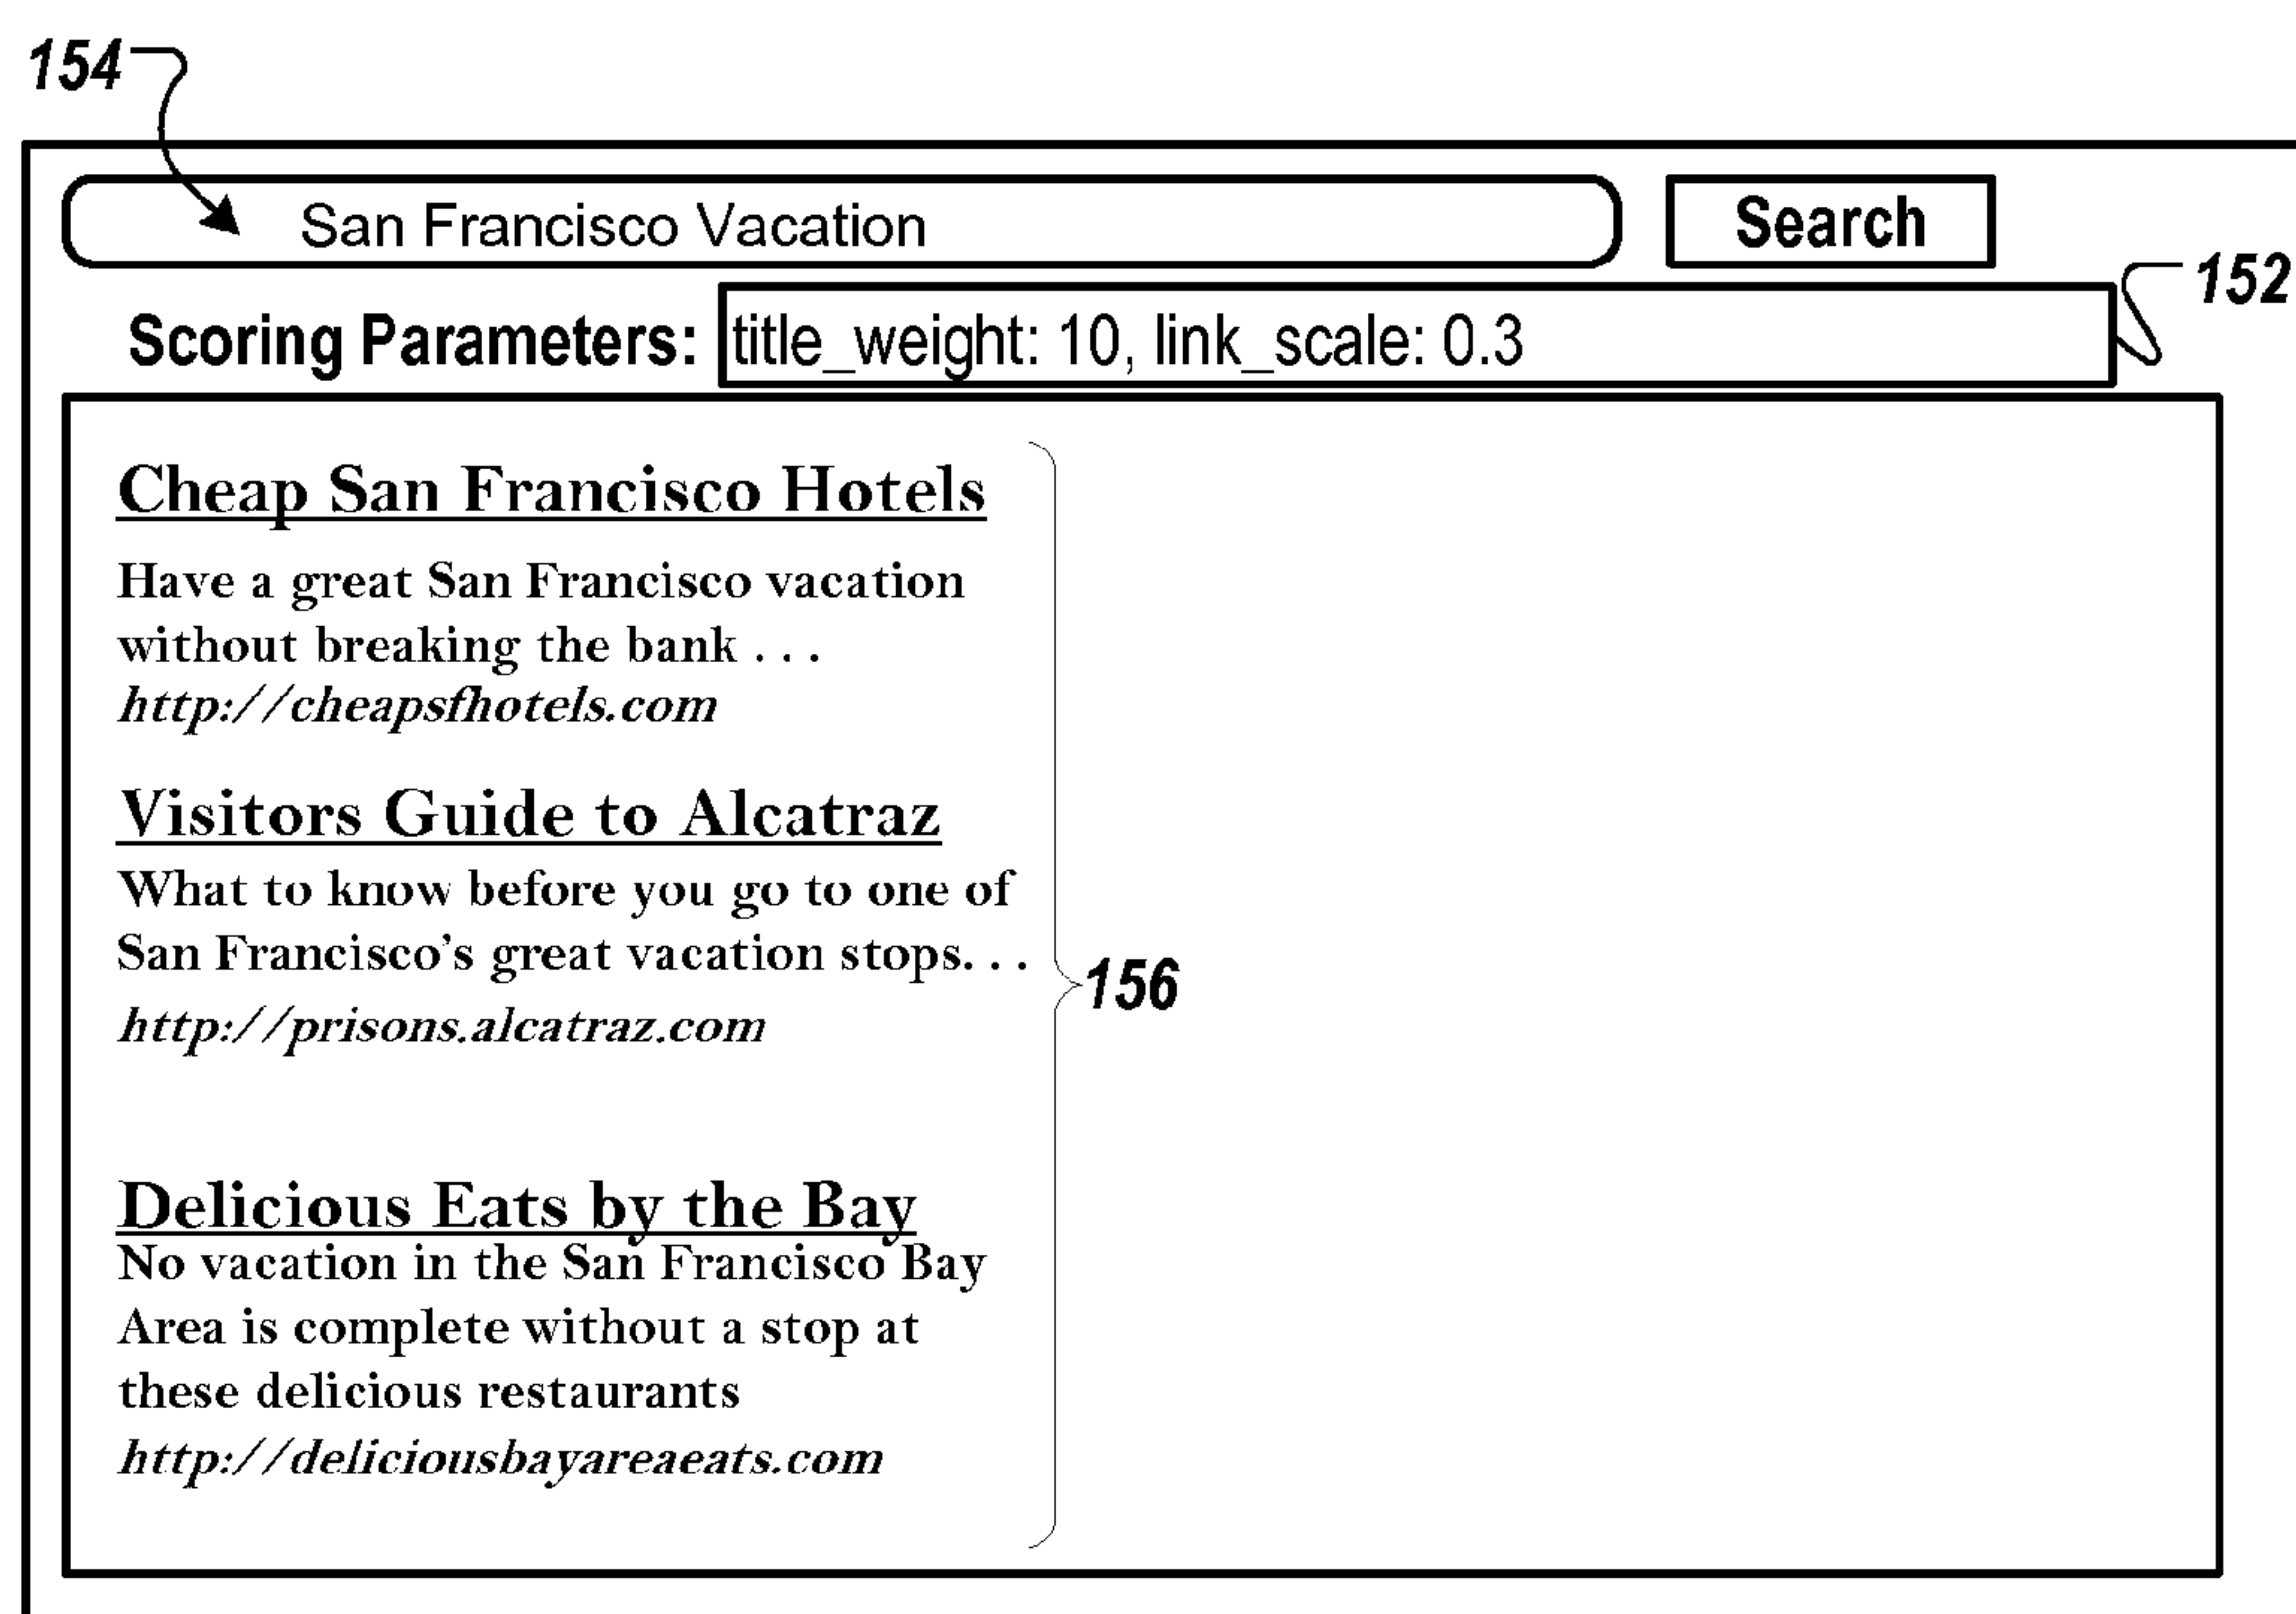 154
San Francisco Vacation
Search
152
Scoring Parameters: title_weight: 10, link_scale: 0.3
Cheap San Francisco Hotels
Have a great San Francisco vacation
without breaking the bank . . .
http://cheapsfhotels.com
Visitors Guide to Alcatraz
What to know before you go to one of
San Francisco’s great vacation stops. . .
156
http://prisons.alcatraz.com
Delicious Eats by the Bay
No vacation in the San Francisco Bay
Area is complete without a stop at
these delicious restaurants
http://deliciousbayareaeats.com